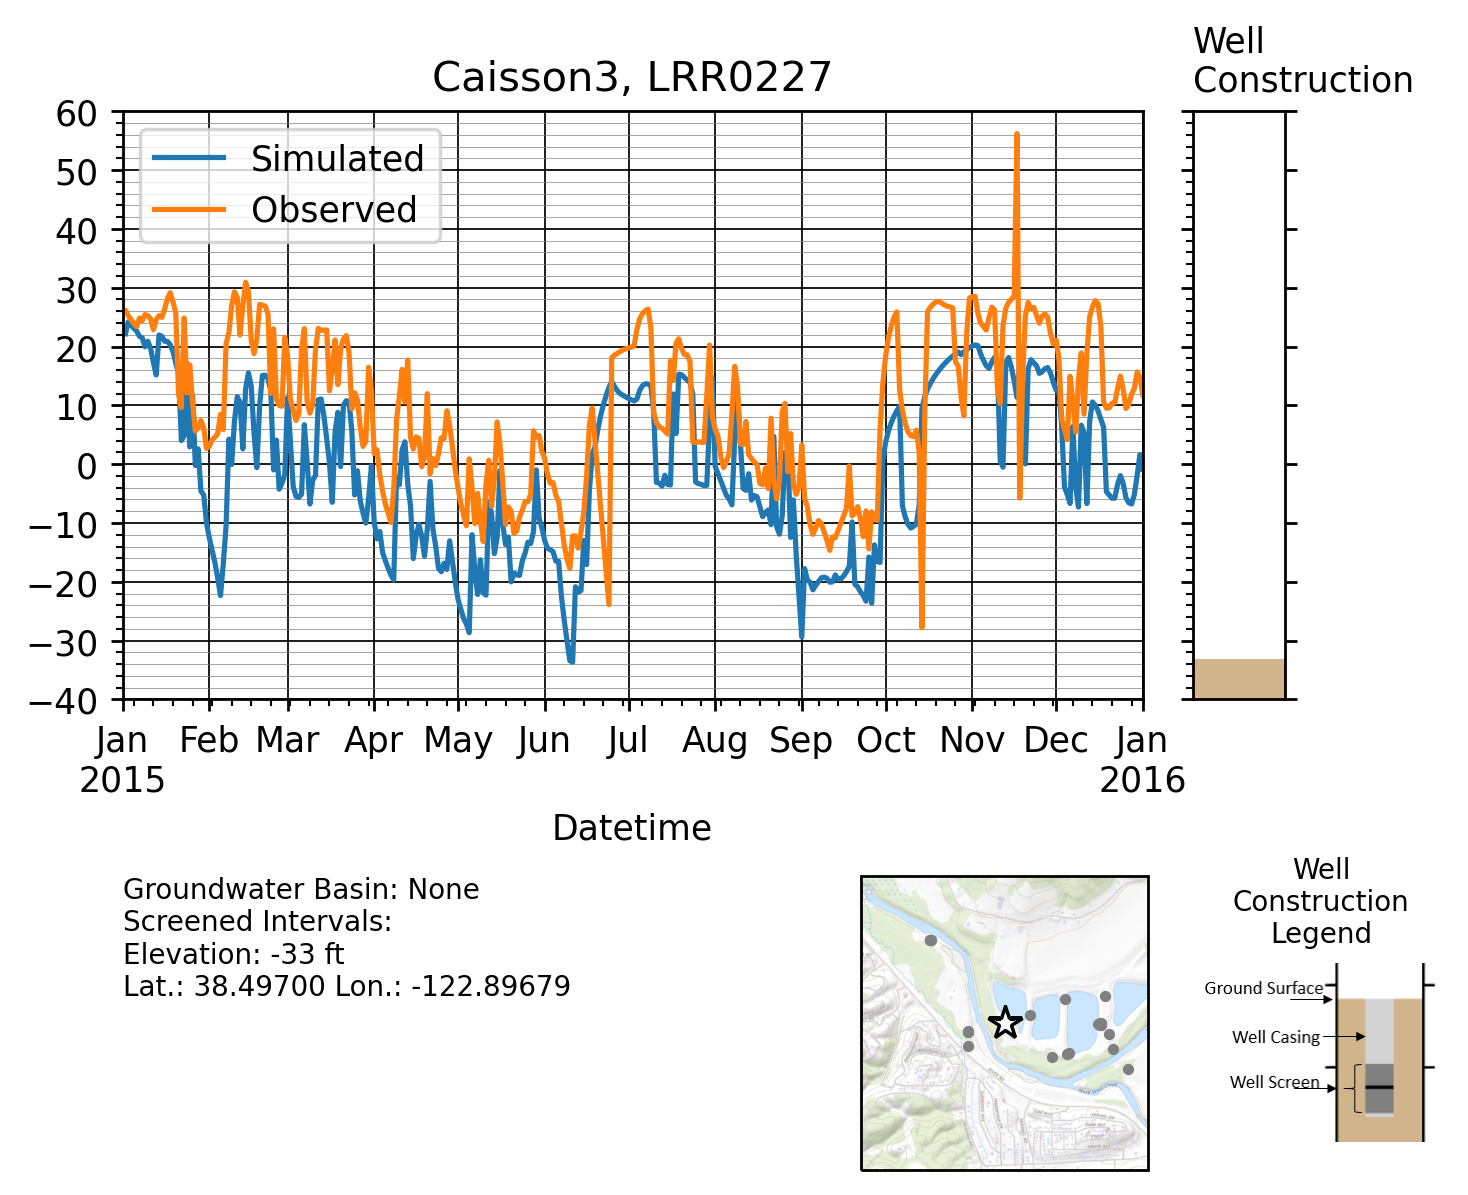 Well
Construction
Caisson3, LRR0227
Simulated
Observed
60
50
40
30
20
10
0
−10
−20
−30
−40
Jan
2015
Feb
Mar
Apr
May
Jun
Jul
Aug
Sep
Oct
Nov
Dec
Jan
2016
Datetime
Groundwater Basin: None
Screened Intervals:
Elevation: -33 ft
Lat.: 38.49700 Lon.: -122.89679
Well
Construction
Legend
Ground Surface
Well Casing
Well Screen